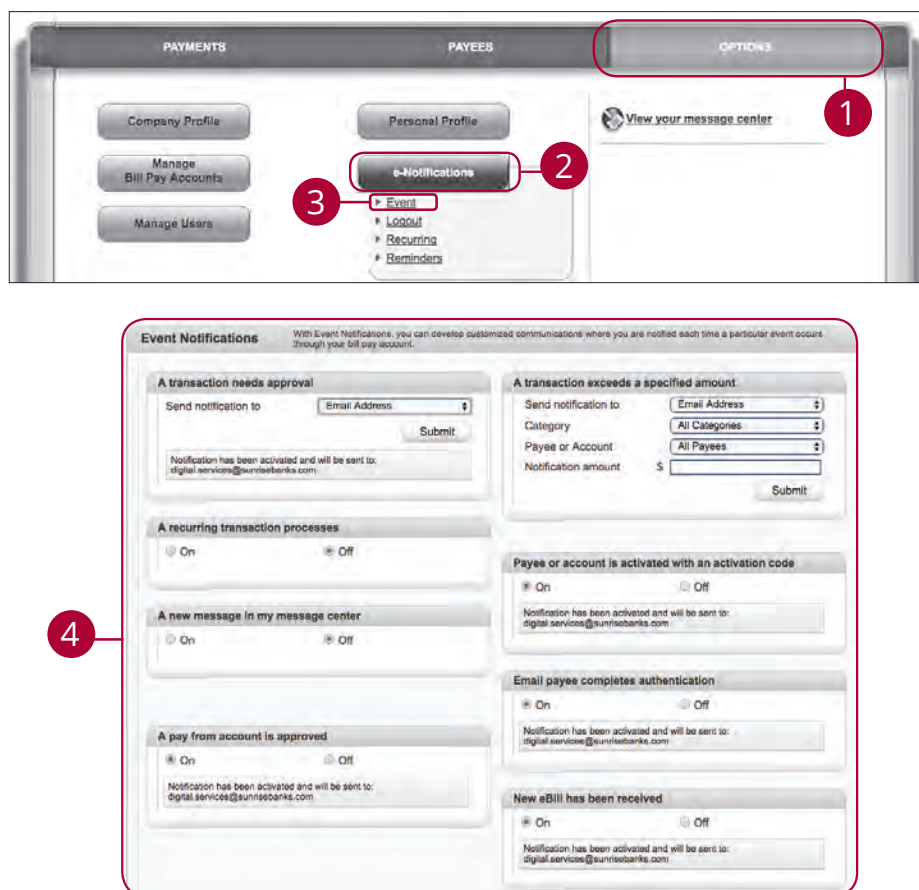 PAYMENTS
PAYEES
OPTIONS
1
Company Profile
Personal Profile
View your message center
Manage
Bill Pay Accounts
e-Notifications
2
3
Event
Manage Users
Logout
Recurring
Reminders
Event Notifications
With Event Notifications, you can develop customized communications where you are notified each time a particular event occurs
through your bill pay account.
A transaction needs approval
Send notification to Email Address
Submit
Notification has been activated and will be sent to:
digital.services@sunrisebanks.com
A transaction exceeds a specified amount
Send notification to Email Address
Category All Categories
Payee or Account All Payees
Notification amount $
Submit
A recurring transaction processes
On Off
Payee or account is activated with an activation code
On Off
Notification has been activated and will be sent to:
digital.services@sunrisebanks.com
A new message in my message center
On Off
4
Email payee completes authentication
On Off
Notification has been activated and will be sent to:
digital.services@sunrisebanks.com
A pay from account is approved
On Off
Notification has been activated and will be sent to:
digital.services@sunrisebanks.com
New eBill has been received
On Off
Notification has been activated and will be sent to:
digital.services@sunrisebanks.com